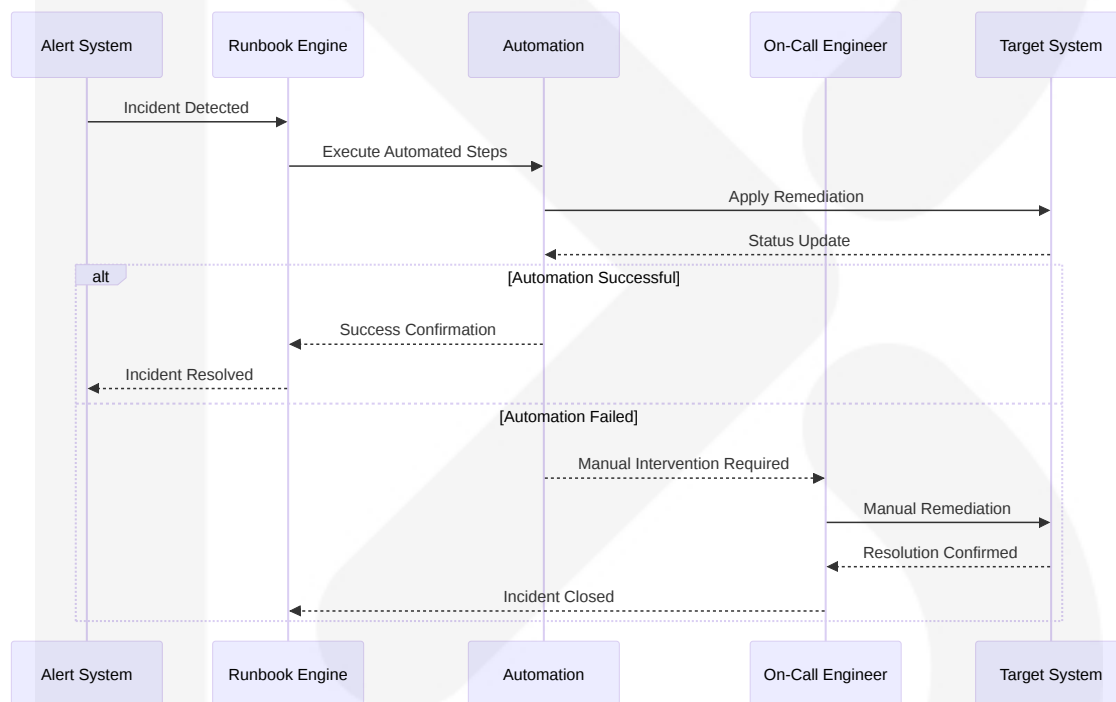 Alert System
Runbook Engine
Automation
On-Call Engineer
Target System
Incident Detected
Execute Automated Steps
Apply Remediation
Status Update
alt
[Automation Successful]
Success Confirmation
Incident Resolved
[Automation Failed]
Manual Intervention Required
Manual Remediation
Resolution Confirmed
Incident Closed
Alert System
Runbook Engine
Automation
On-Call Engineer
Target System